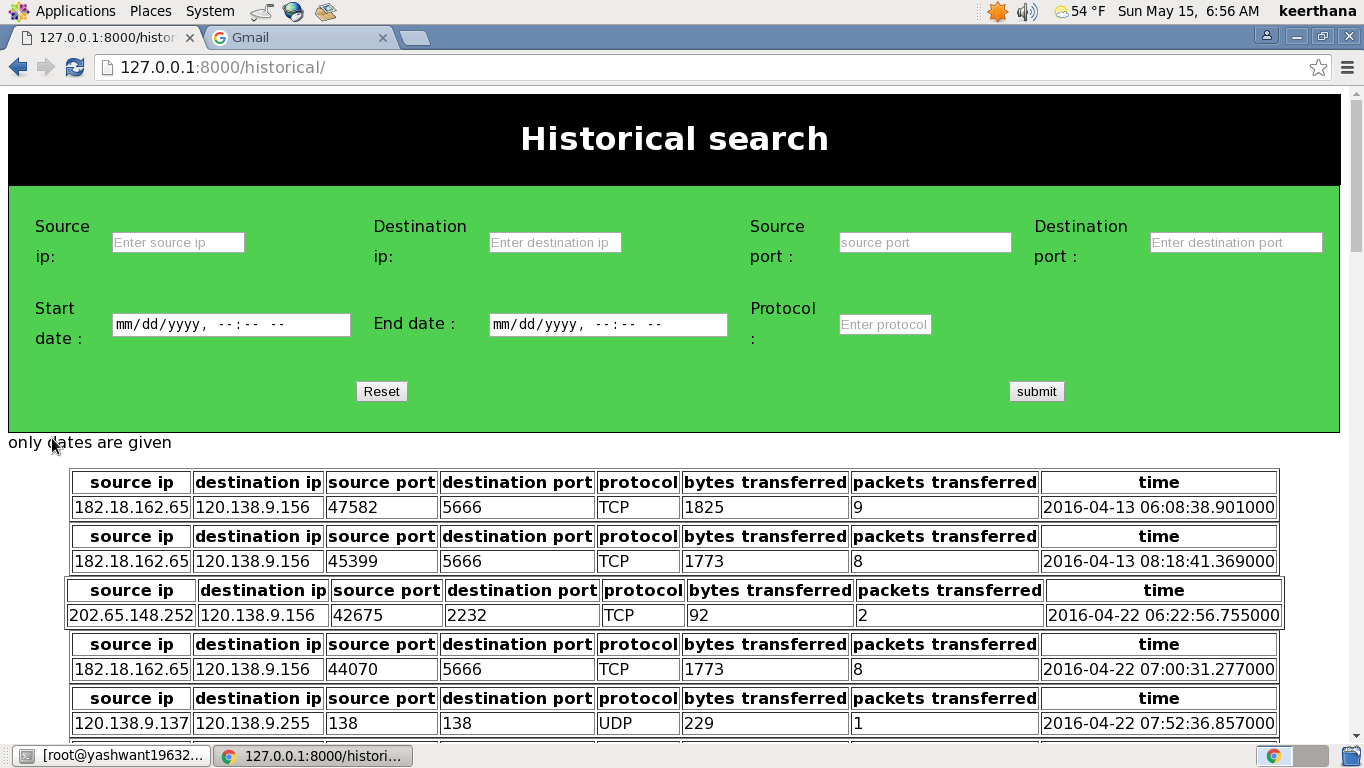 Applications Places System 54 °F Sun May 15, 6:56 AM keerthana
127.0.0.1:8000/histor Gmail
127.0.0.1:8000/historical/
Historical search
Source ip: Enter source ip Destination ip: Enter destination ip Source port : source port Destination port : Enter destination port
Start date : mm/dd/yyyy, --:-- -- End date : mm/dd/yyyy, --:-- -- Protocol : Enter protocol
Reset submit
only dates are given
source ip destination ip source port destination port protocol bytes transferred packets transferred time
182.18.162.65 120.138.9.156 47582 5666 TCP 1825 9 2016-04-13 06:08:38.901000
source ip destination ip source port destination port protocol bytes transferred packets transferred time
182.18.162.65 120.138.9.156 45399 5666 TCP 1773 8 2016-04-13 08:18:41.369000
source ip destination ip source port destination port protocol bytes transferred packets transferred time
202.65.148.252 120.138.9.156 42675 2232 TCP 92 2 2016-04-22 06:22:56.755000
source ip destination ip source port destination port protocol bytes transferred packets transferred time
182.18.162.65 120.138.9.156 44070 5666 TCP 1773 8 2016-04-22 07:00:31.277000
source ip destination ip source port destination port protocol bytes transferred packets transferred time
120.138.9.137 120.138.9.255 138 138 UDP 229 1 2016-04-22 07:52:36.857000
[root@yashwant19632... 127.0.0.1:8000/histori...